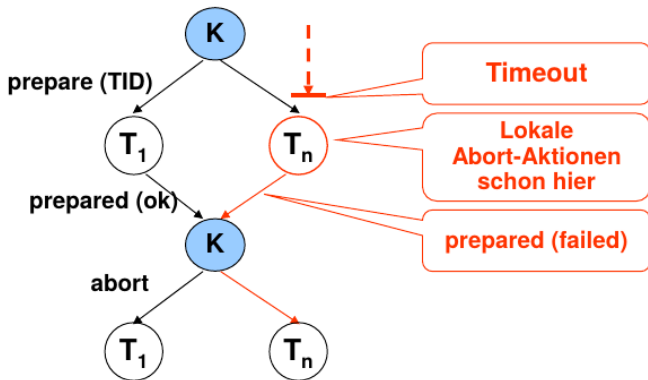 K
prepare (TID)
Timeout
T1
Tn
Lokale
Abort-Aktionen
schon hier
prepared (ok)
K
prepared (failed)
abort
T1
Tn